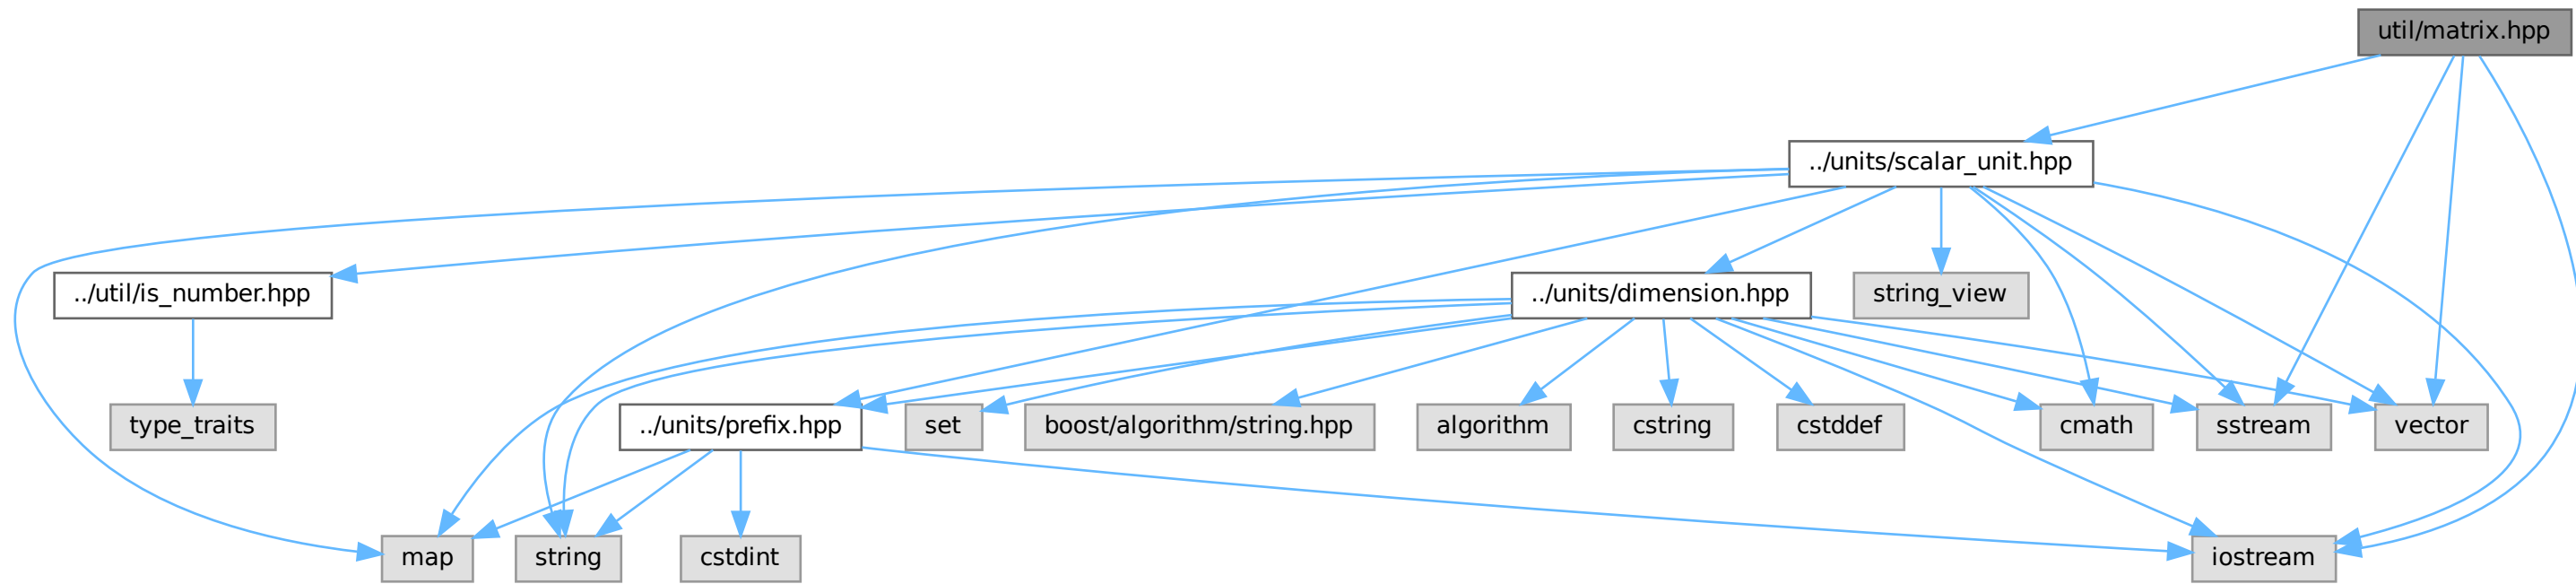 util/matrix.hpp
../units/scalar_unit.hpp
../util/is_number.hpp
../units/dimension.hpp
string_view
type_traits
../units/prefix.hpp
set
boost/algorithm/string.hpp
algorithm
cstring
cstddef
cmath
sstream
vector
map
string
cstdint
iostream